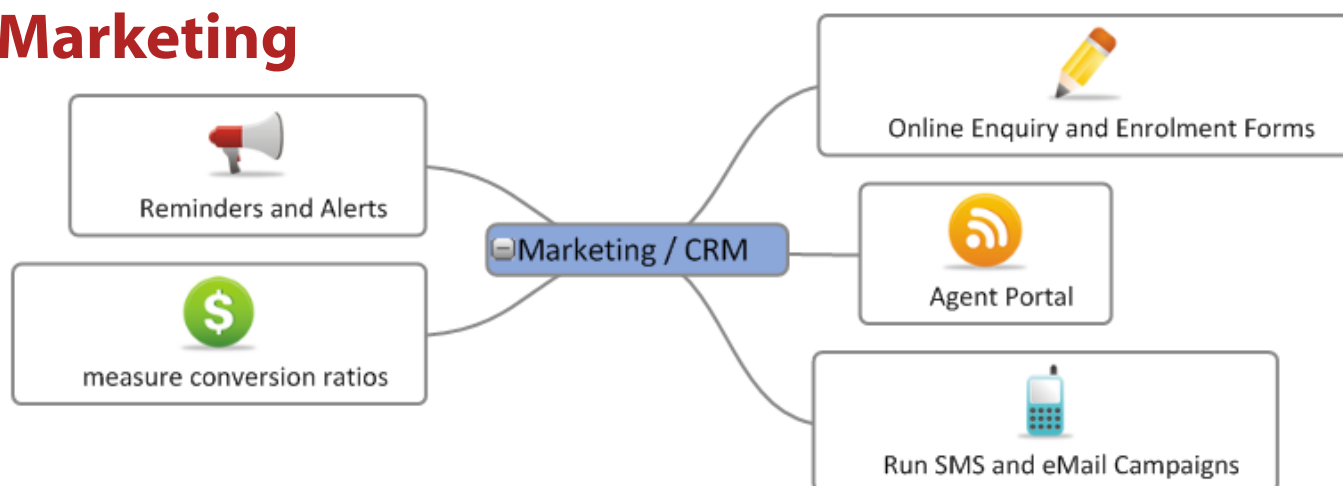 Marketing
Online Enquiry and Enrolment Forms
Reminders and Alerts
Marketing / CRM
Agent Portal
measure conversion ratios
Run SMS and eMail Campaigns